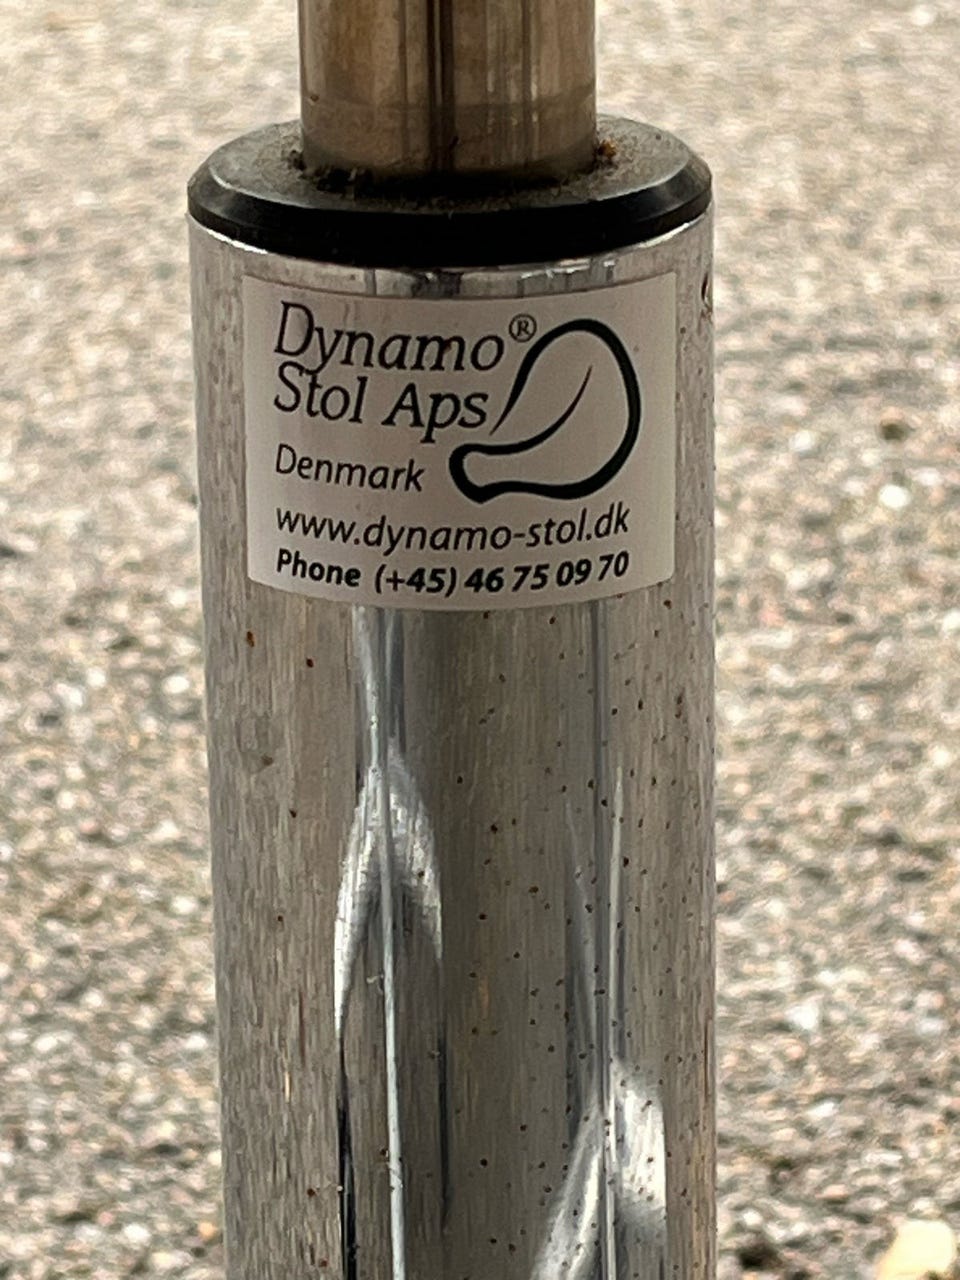 Dynamo®
Stol Aps
Denmark
www.dynamo-stol.dk
Phone (+45) 46 75 09 70